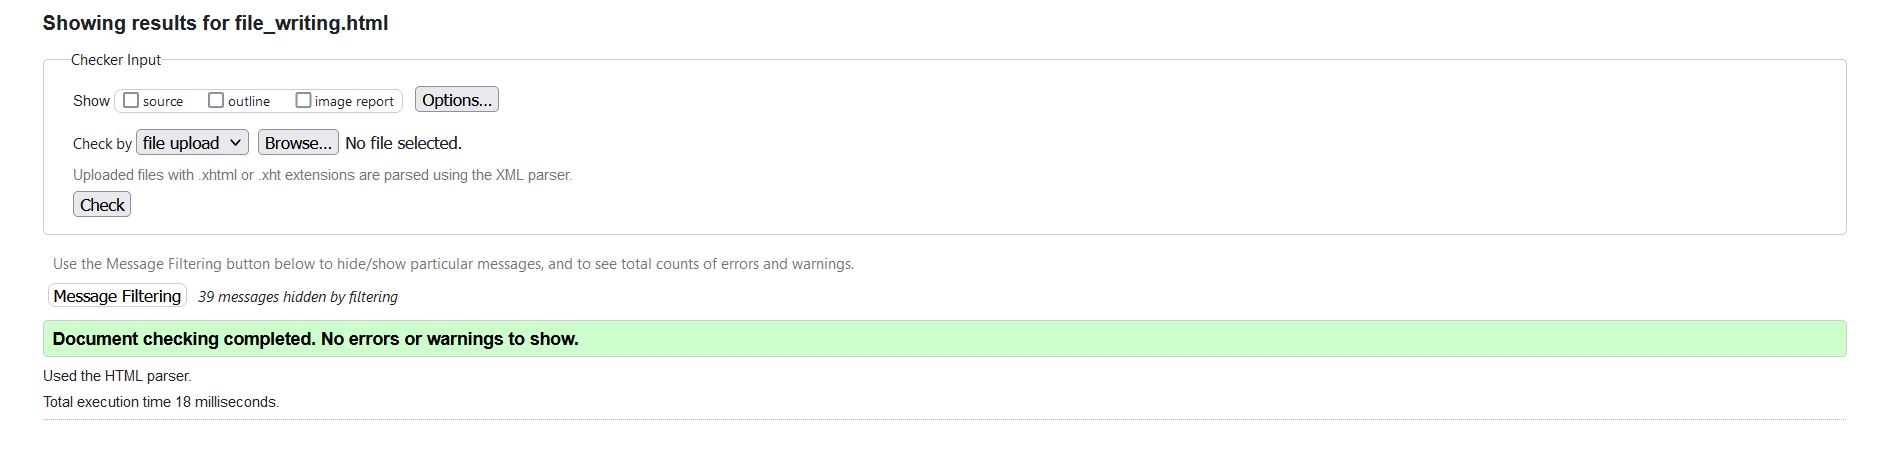 Showing results for file_writing.html
Checker Input
Show source outline image report Options...
Check by file upload Browse... No file selected.
Uploaded files with .xhtml or .xht extensions are parsed using the XML parser.
Check
Use the Message Filtering button below to hide/show particular messages, and to see total counts of errors and warnings.
Message Filtering 39 messages hidden by filtering
Document checking completed. No errors or warnings to show.
Used the HTML parser.
Total execution time 18 milliseconds.